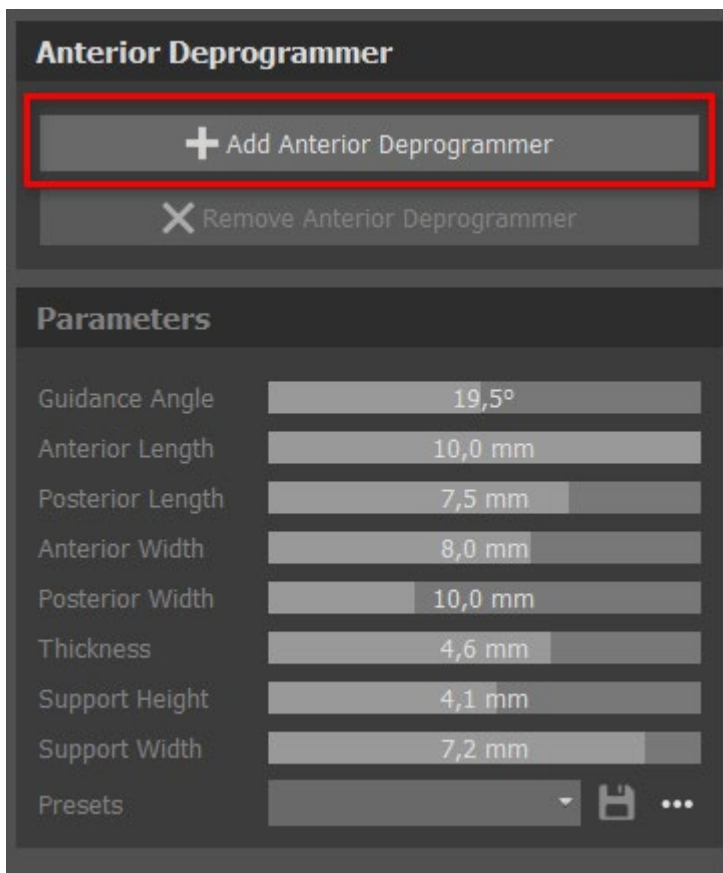 Anterior Deprogrammer
Add Anterior Deprogrammer
Remove Anterior Deprogrammer
Parameters
Guidance Angle 19,5º
Anterior Length 10,0 mm
Posterior Length 7,5 mm
Anterior Width 8,0 mm
Posterior Width 10,0 mm
Thickness 4,6 mm
Support Height 4,1 mm
Support Width 7,2 mm
Presets